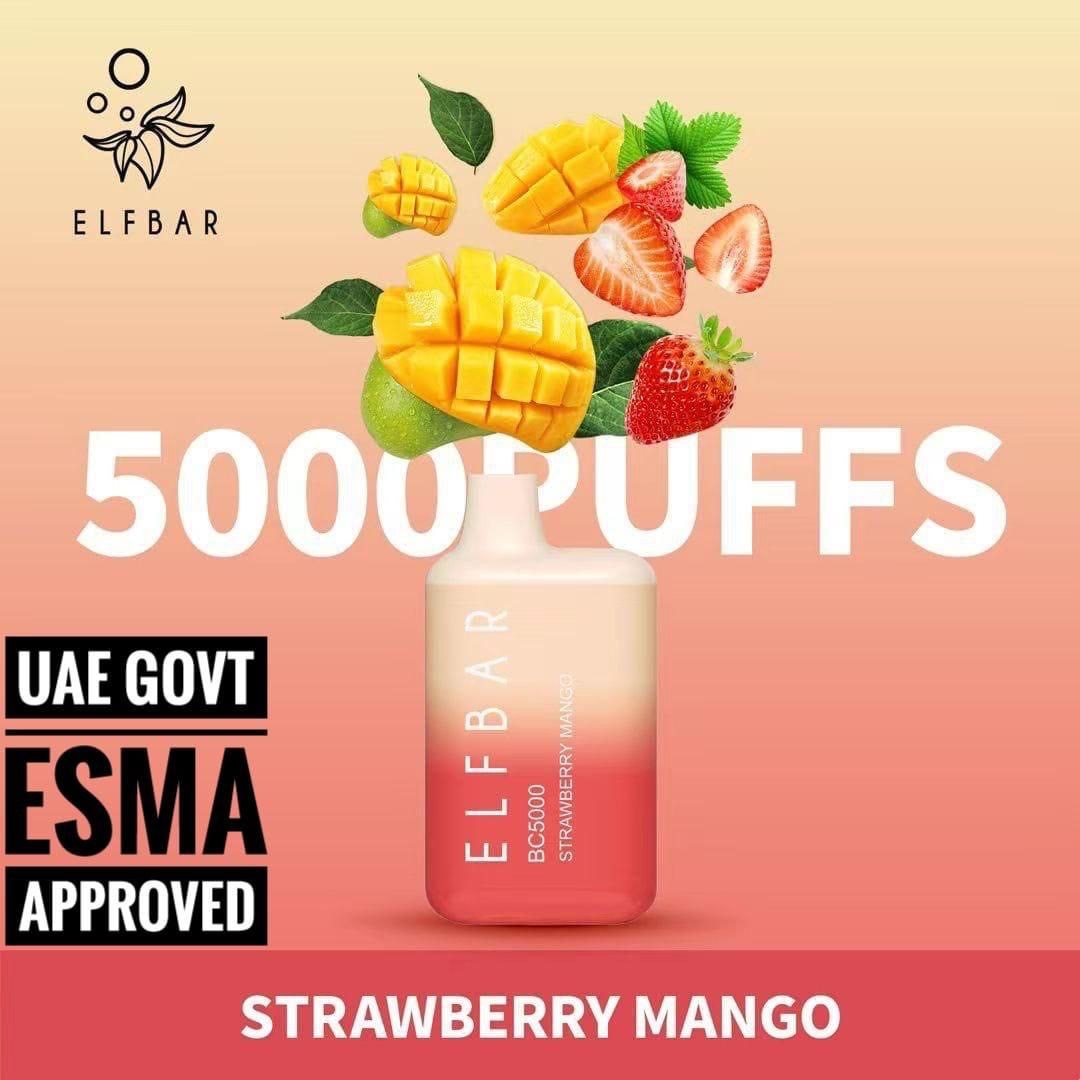 ELFBAR
5000PUFFS
ELFBAR
BC5000
STRAWBERRY MANGO
UAE GOVT
ESMA
APPROVED
STRAWBERRY MANGO